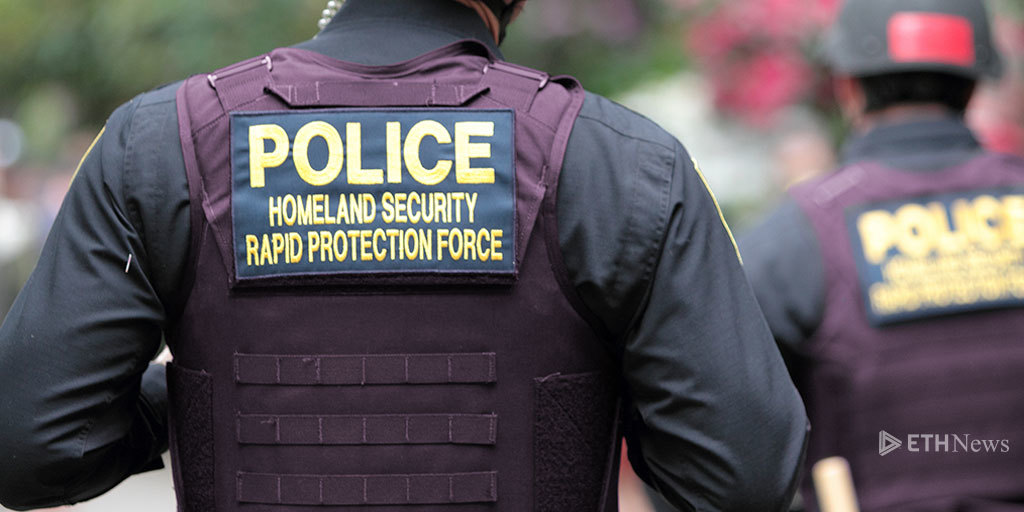 POLICE
HOMELAND SECURITY
RAPID PROTECTION FORCE
POLICE
ETHNews